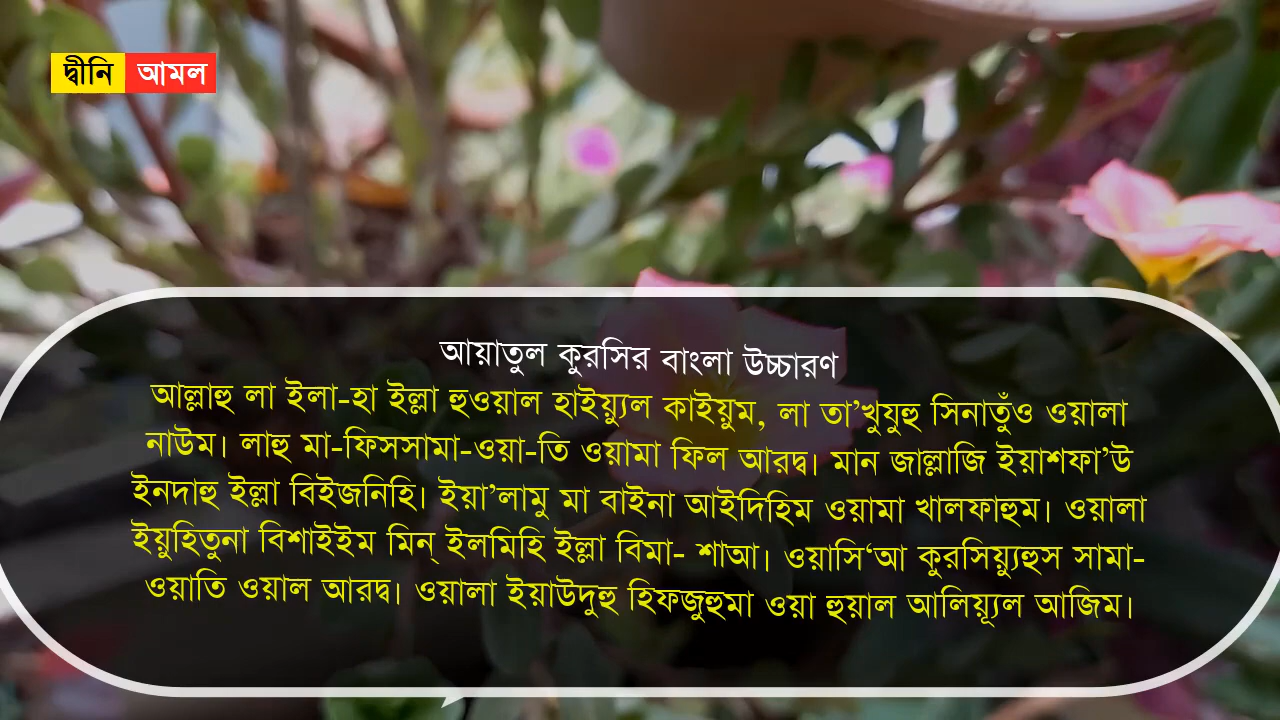 দ্বীনি আমল
আয়াতুল কুরসির বাংলা উচ্চারণ
আল্লাহু লা ইলা-হা ইল্লা হুওয়াল হাইয়্যুল কাইয়ুম, লা তা’খুযুহু সিনাতুঁও ওয়ালা
নাউম। লাহু মা-ফিসসামা-ওয়া-তি ওয়ামা ফিল আরদ্ব। মান জাল্লাজি ইয়াশফা’উ
ইনদাহু ইল্লা বিইজনিহি। ইয়া’লামু মা বাইনা আইদিহিম ওয়ামা খালফাহুম। ওয়ালা
ইয়ুহিতুনা বিশাইইম মিন্ ইলমিহি ইল্লা বিমা- শাআ। ওয়াসি‘আ কুরসিয়্যুহুস সামা-
ওয়াতি ওয়াল আরদ্ব। ওয়ালা ইয়াউদুহু হিফজুহুমা ওয়া হুয়াল আলিয়্যূল আজিম।